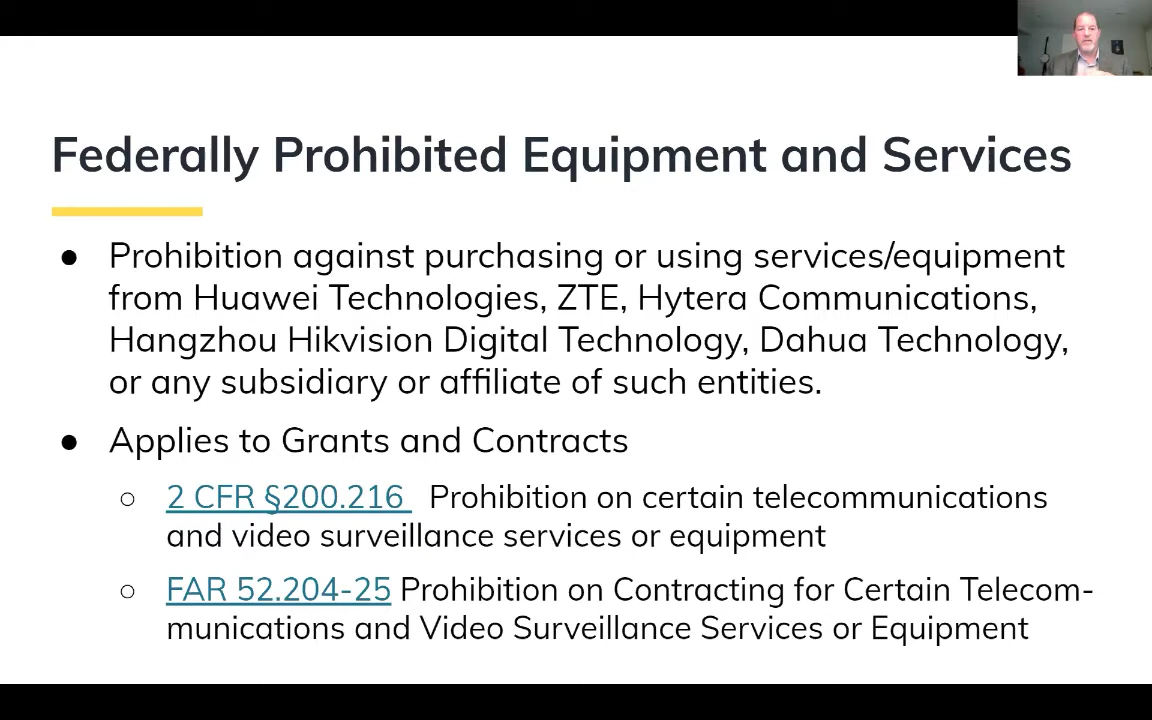 Federally Prohibited Equipment and Services
● Prohibition against purchasing or using services/equipment
from Huawei Technologies, ZTE, Hytera Communications,
Hangzhou Hikvision Digital Technology, Dahua Technology,
or any subsidiary or affiliate of such entities.
● Applies to Grants and Contracts
○ 2 CFR §200.216 Prohibition on certain telecommunications
and video surveillance services or equipment
○ FAR 52.204-25 Prohibition on Contracting for Certain Telecom-
munications and Video Surveillance Services or Equipment